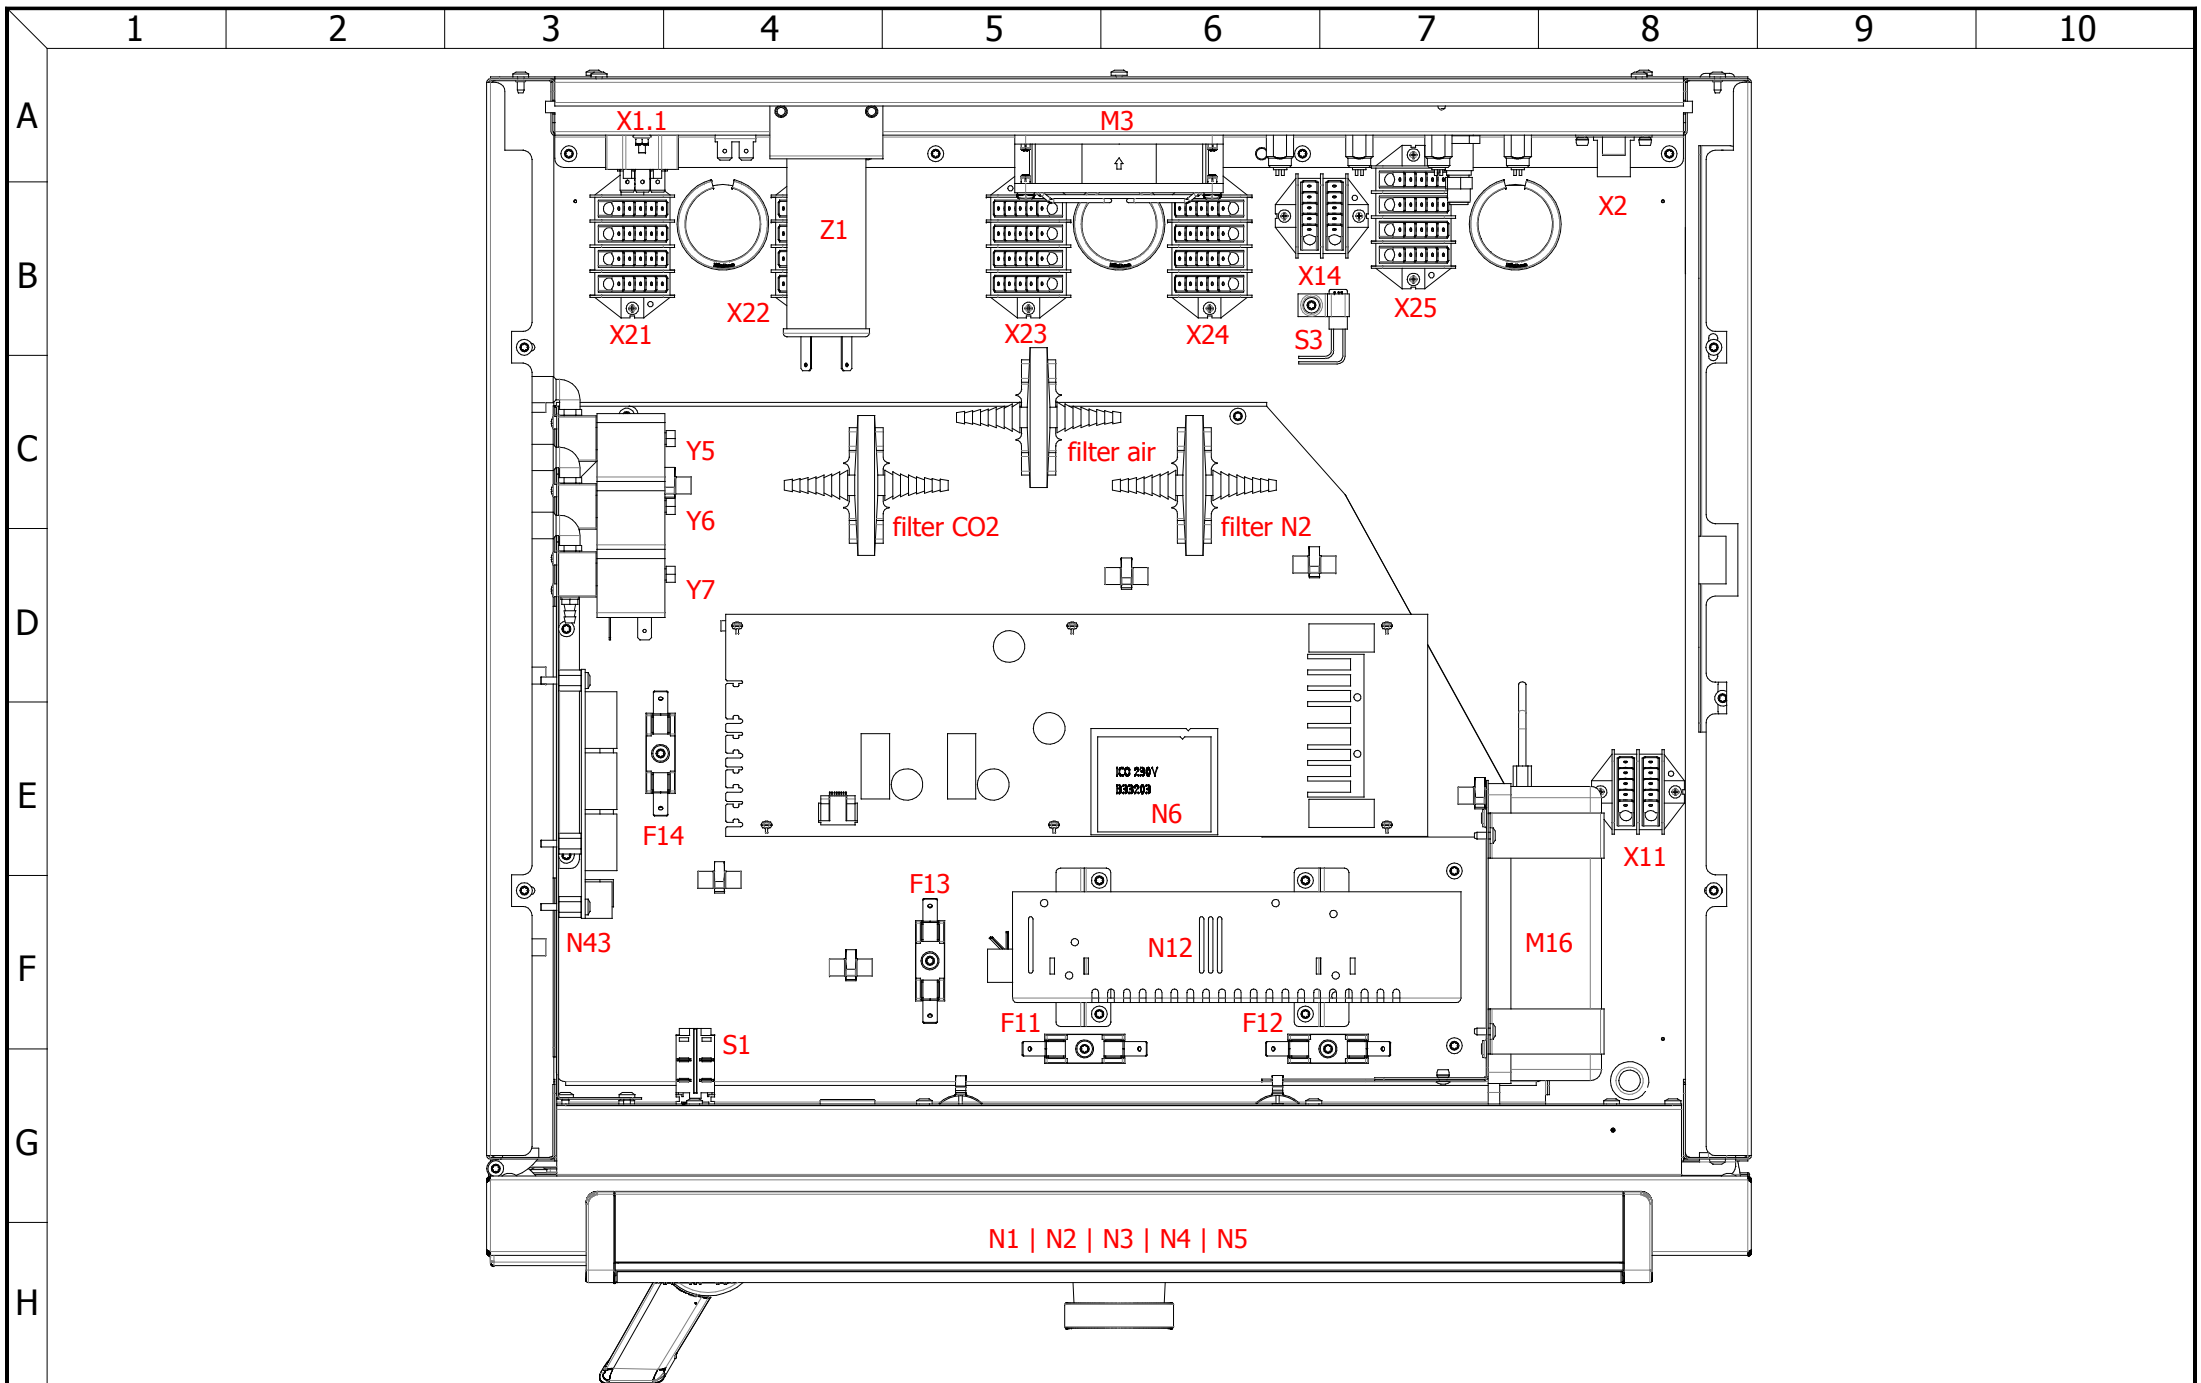 1 2 3 4 5 6 7 8 9 10
A
X1.1 M3
X2
Z1
B
X14
X22 X25
X21 X23 X24 S3
C
Y5 filter air
Y6 filter CO2 filter N2
Y7
D
ICO 230V
B33203
E
N6
F14
X11
F13
N43 N12 M16
F
F11 F12
S1
G
N1 | N2 | N3 | N4 | N5
H